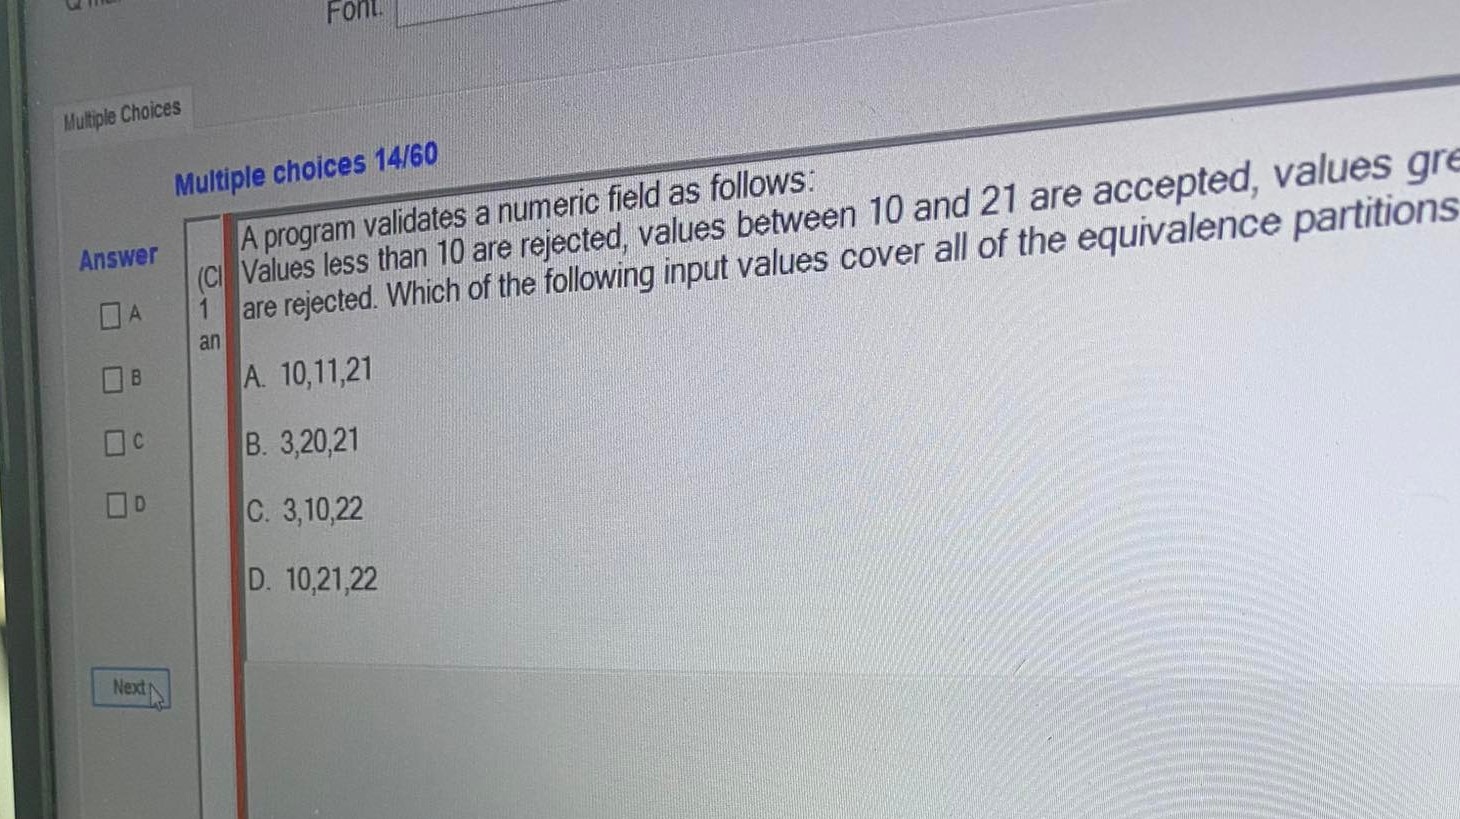 Font.
Multiple Choices
Multiple choices 14/60
Answer
A
B
C
D
Next
(Cl
1
an
A program validates a numeric field as follows:
Values less than 10 are rejected, values between 10 and 21 are accepted, values gre
are rejected. Which of the following input values cover all of the equivalence partitions
A. 10,11,21
B. 3,20,21
C. 3,10,22
D. 10,21,22